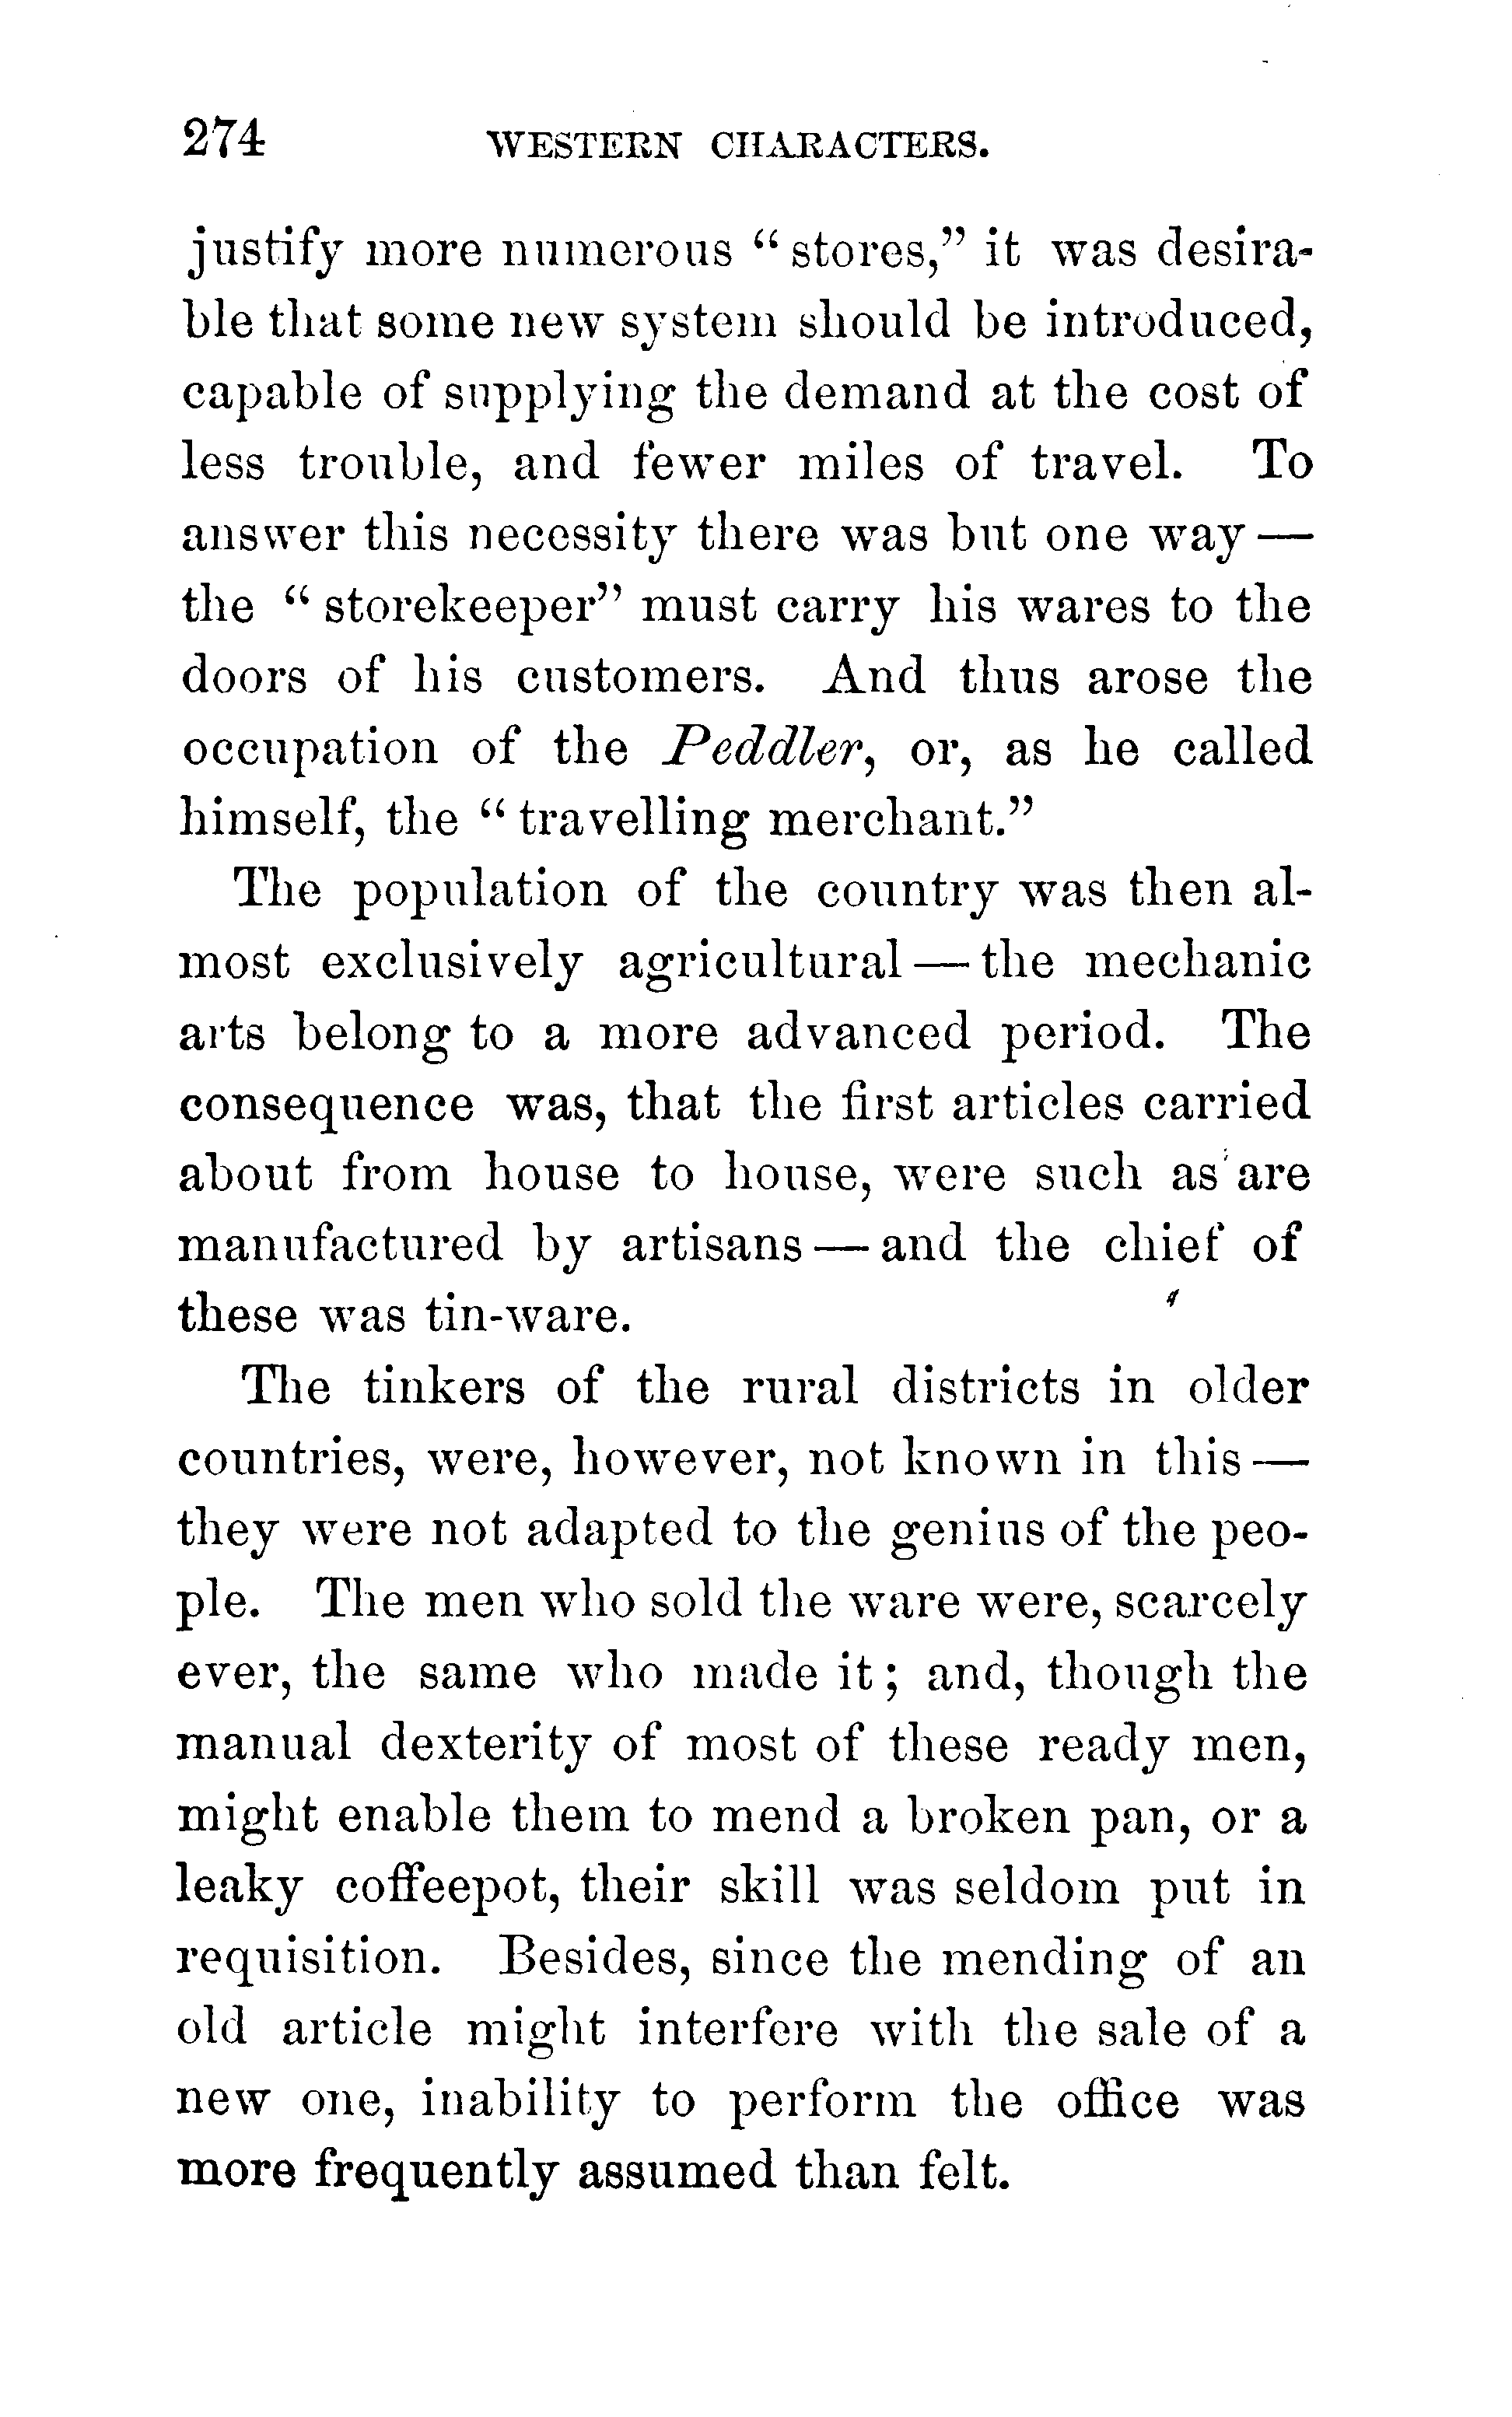 274 WESTERN CHARACTERS.
justify more numerous “stores,” it was desira-
ble that some new system should be introduced,
capable of supplying the demand at the cost of
less trouble, and fewer miles of travel. To
answer this necessity there was but one way—
the “storekeeper” must carry his wares to the
doors of his customers. And thus arose the
occupation of the Peddler, or, as he called
himself, the “travelling merchant.”
The population of the country was then al-
most exclusively agricultural—the mechanic
arts belong to a more advanced period. The
consequence was, that the first articles carried
about from house to house, were such as are
manufactured by artisans—and the chief of
these was tin-ware.
The tinkers of the rural districts in older
countries, were, however, not known in this—
they were not adapted to the genius of the peo-
ple. The men who sold the ware were, scarcely
ever, the same who made it; and, though the
manual dexterity of most of these ready men,
might enable them to mend a broken pan, or a
leaky coffeepot, their skill was seldom put in
requisition. Besides, since the mending of an
old article might interfere with the sale of a
new one, inability to perform the office was
more frequently assumed than felt.